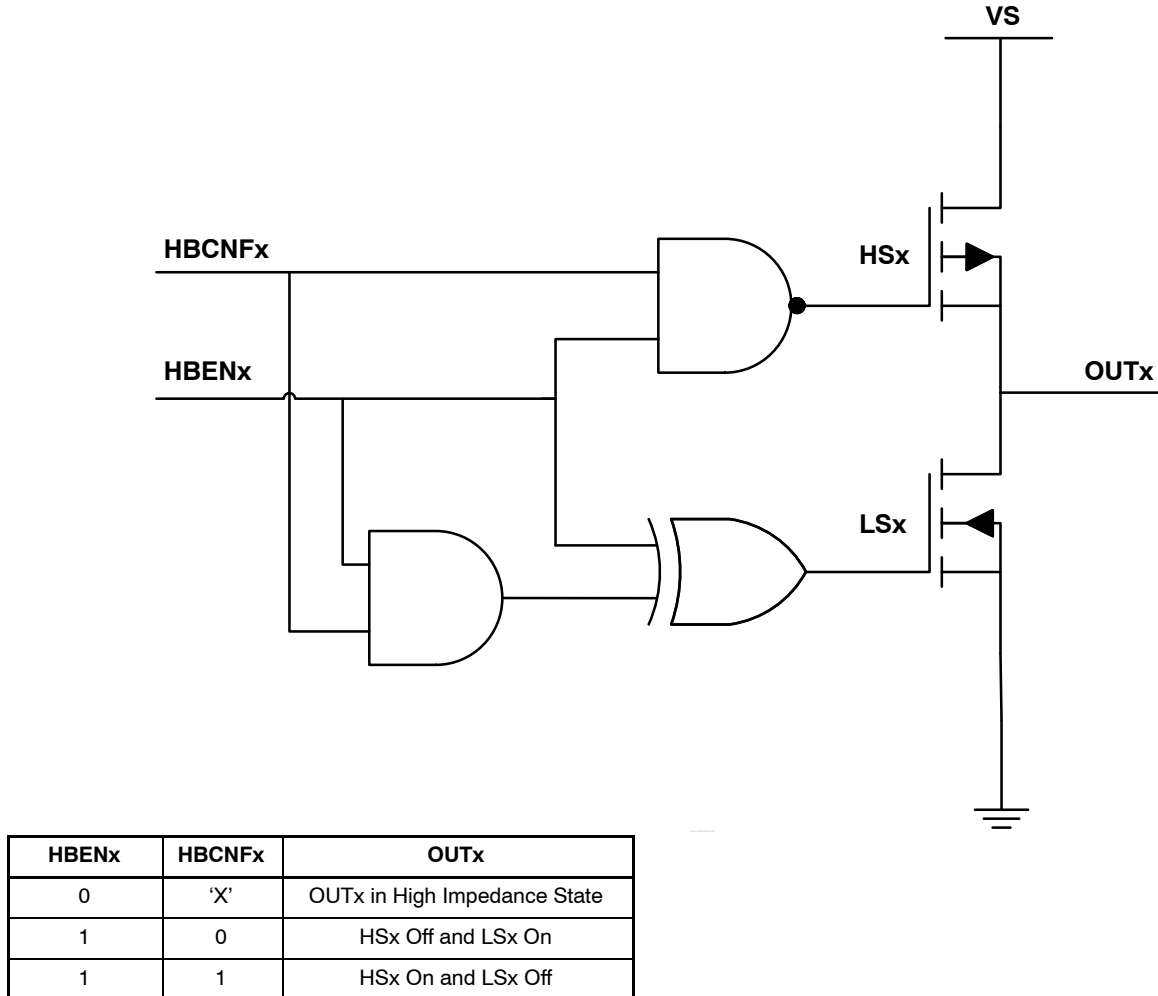 VS
HBCNFx
HSx
HBENx
OUTx
LSx
HBENx HBCNFx OUTx
0 ‘X’ OUTx in High Impedance State
1 0 HSx Off and LSx On
1 1 HSx On and LSx Off